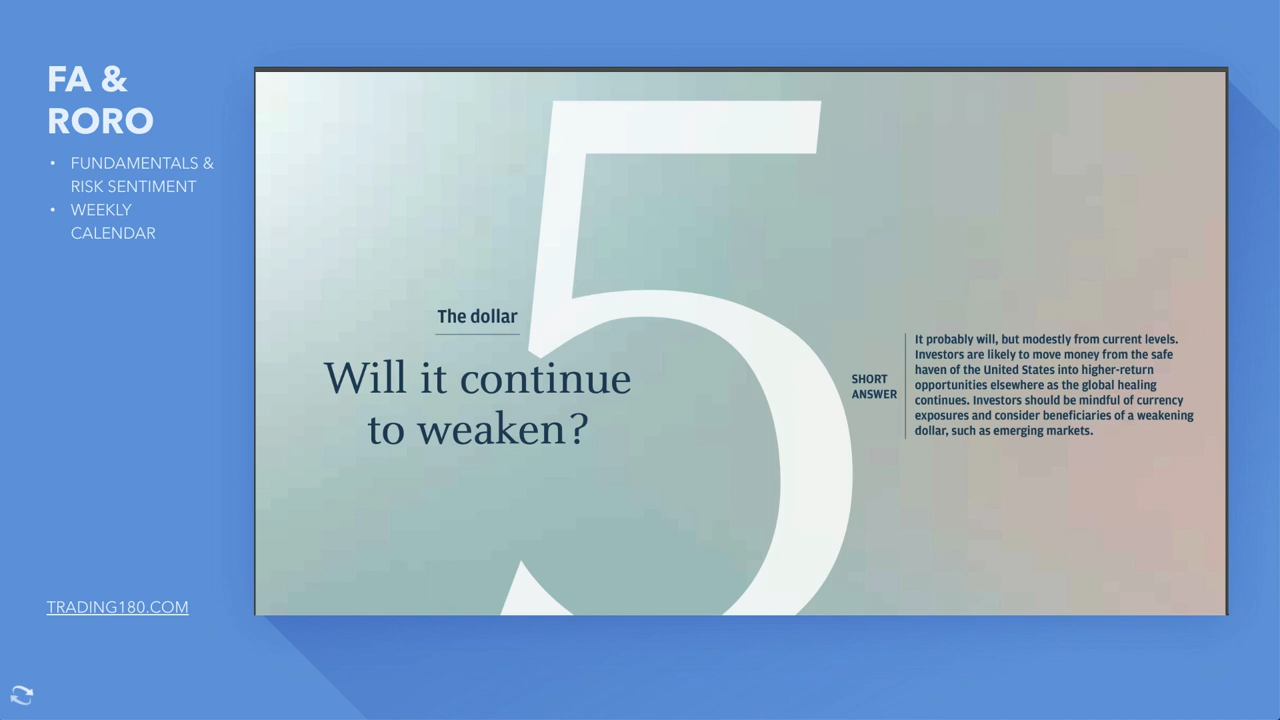 FA &
RORO
• FUNDAMENTALS &
RISK SENTIMENT
• WEEKLY
CALENDAR
TRADING180.COM
5
The dollar
Will it continue
to weaken?
SHORT
ANSWER
It probably will, but modestly from current levels.
Investors are likely to move money from the safe
haven of the United States into higher-return
opportunities elsewhere as the global healing
continues. Investors should be mindful of currency
exposures and consider beneficiaries of a weakening
dollar, such as emerging markets.